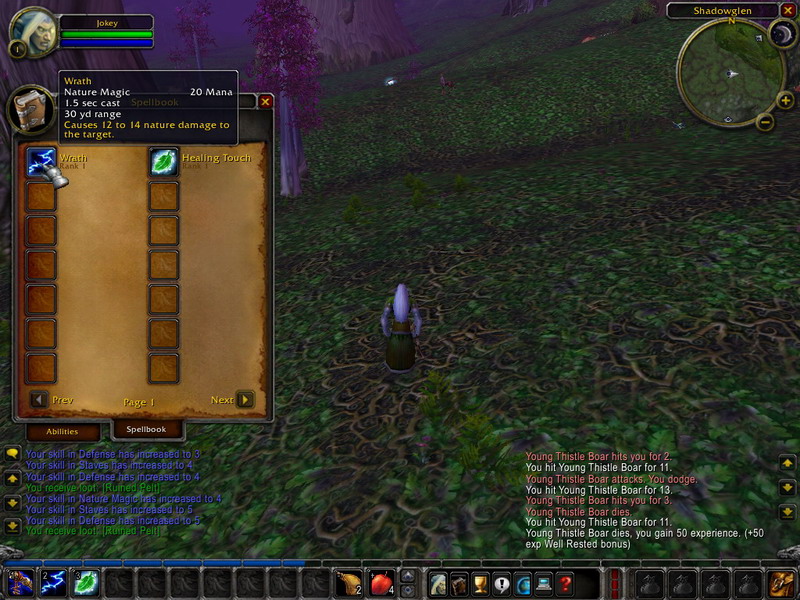 Jokey
1
Shadowglen
N
Wrath
Nature Magic 20 Mana
1.5 sec cast
30 yd range
Causes 12 to 14 nature damage to
the target.
Spellbook
Wrath
Rank 1
Healing Touch
Rank 1
Prev
Page 1
Next
Abilities
Spellbook
Your skill in Defense has increased to 3.
Your skill in Staves has increased to 4.
Your skill in Defense has increased to 4.
You receive loot: [Ruined Pelt].
Your skill in Nature Magic has increased to 4.
Your skill in Staves has increased to 5.
Your skill in Defense has increased to 5.
You receive loot: [Ruined Pelt].
Young Thistle Boar hits you for 2.
You hit Young Thistle Boar for 11.
Young Thistle Boar attacks. You dodge.
You hit Young Thistle Boar for 13.
Young Thistle Boar hits you for 3.
Young Thistle Boar dies.
You hit Young Thistle Boar for 11.
Young Thistle Boar dies, you gain 50 experience. (+50
exp Well Rested bonus)
2
3
2
4